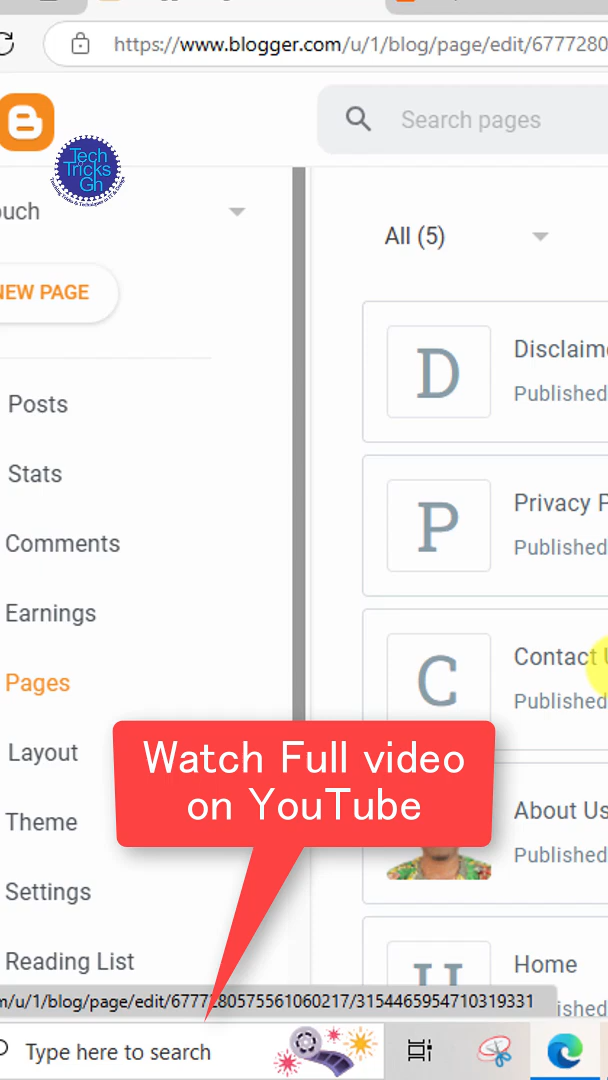 https://www.blogger.com/u/1/blog/page/edit/6777280
Search pages
Tech
Tricks
Gh
ouch
All (5)
NEW PAGE
D
Disclaime
Published
Posts
Stats
P
Privacy P
Published
Comments
Earnings
C
Contact U
Published
Pages
Layout
Watch Full video
on YouTube
About Us
Published
Theme
Settings
Home
ished
Reading List
m/u/1/blog/page/edit/6777280575561060217/3154465954710319331
Type here to search